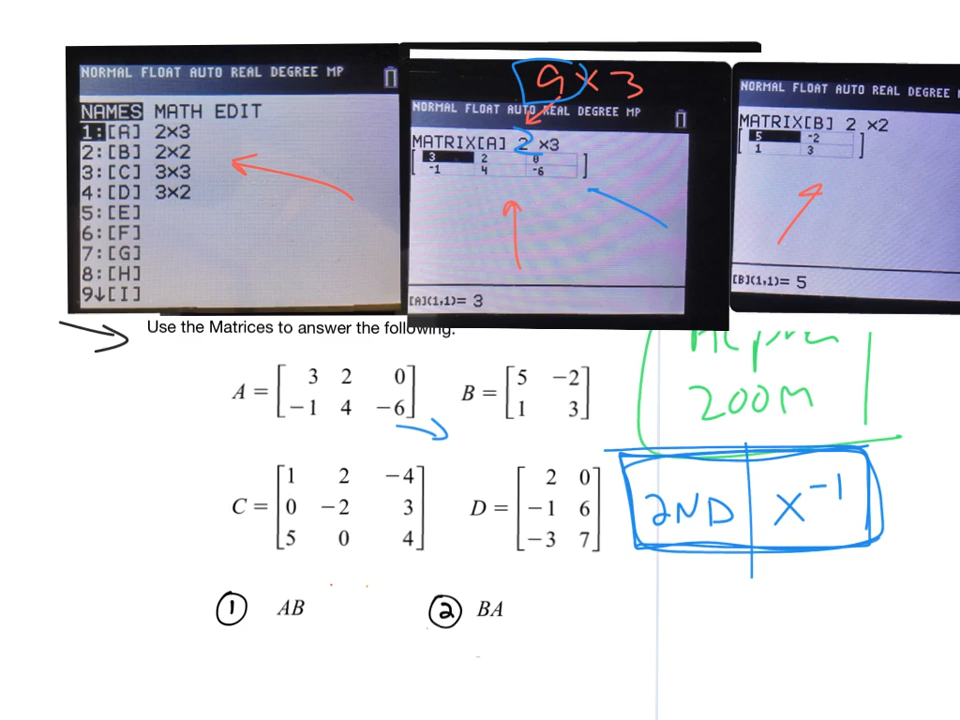 NORMAL FLOAT AUTO REAL DEGREE MP
NAMES MATH EDIT
1:[A] 2×3
2:[B] 2×2
3:[C] 3×3
4:[D] 3×2
5:[E]
6:[F]
7:[G]
8:[H]
9↓[I]
9 × 3
NORMAL FLOAT AUTO REAL DEGREE MP
MATRIX[A] 2 ×3
[ 3 2 0 ]
[ -1 4 -6 ]
[A](1,1)= 3
NORMAL FLOAT AUTO REAL DEGREE
MATRIX[B] 2 ×2
[ 5 -2 ]
[ 1 3 ]
[B](1,1)= 5
Use the Matrices to answer the following.
A = [ 3 2 0 ]
[ −1 4 −6 ]
B = [ 5 −2 ]
[ 1 3 ]
ZOOM
C = [ 1 2 −4 ]
[ 0 −2 3 ]
[ 5 0 4 ]
D = [ 2 0 ]
[ −1 6 ]
[ −3 7 ]
2ND X⁻¹
① AB
② BA